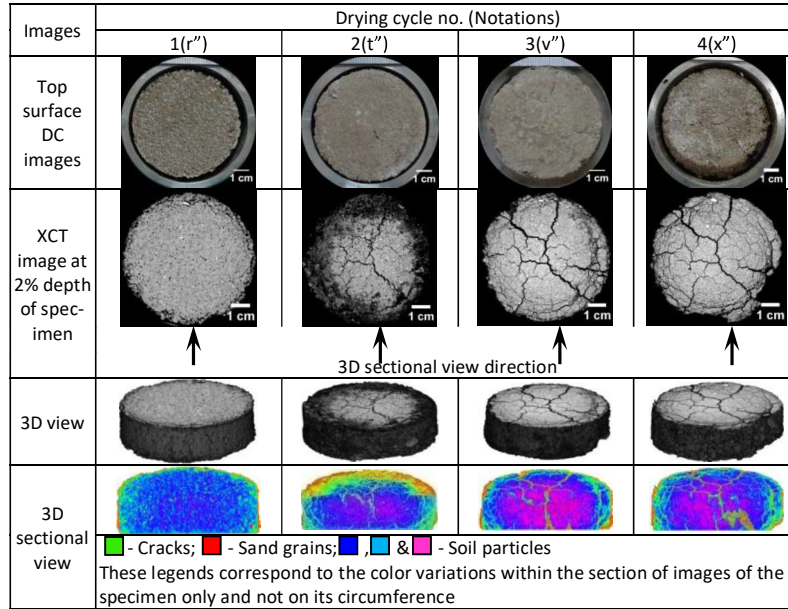 Images
Drying cycle no. (Notations)
1(r”)
2(t”)
3(v”)
4(x”)
Top
surface
DC
images
1 cm
1 cm
1 cm
1 cm
XCT
image at
2% depth
of spec-
imen
1 cm
1 cm
1 cm
1 cm
3D sectional view direction
3D view
3D
sectional
view
- Cracks; - Sand grains; , & - Soil particles
These legends correspond to the color variations within the section of images of the
specimen only and not on its circumference